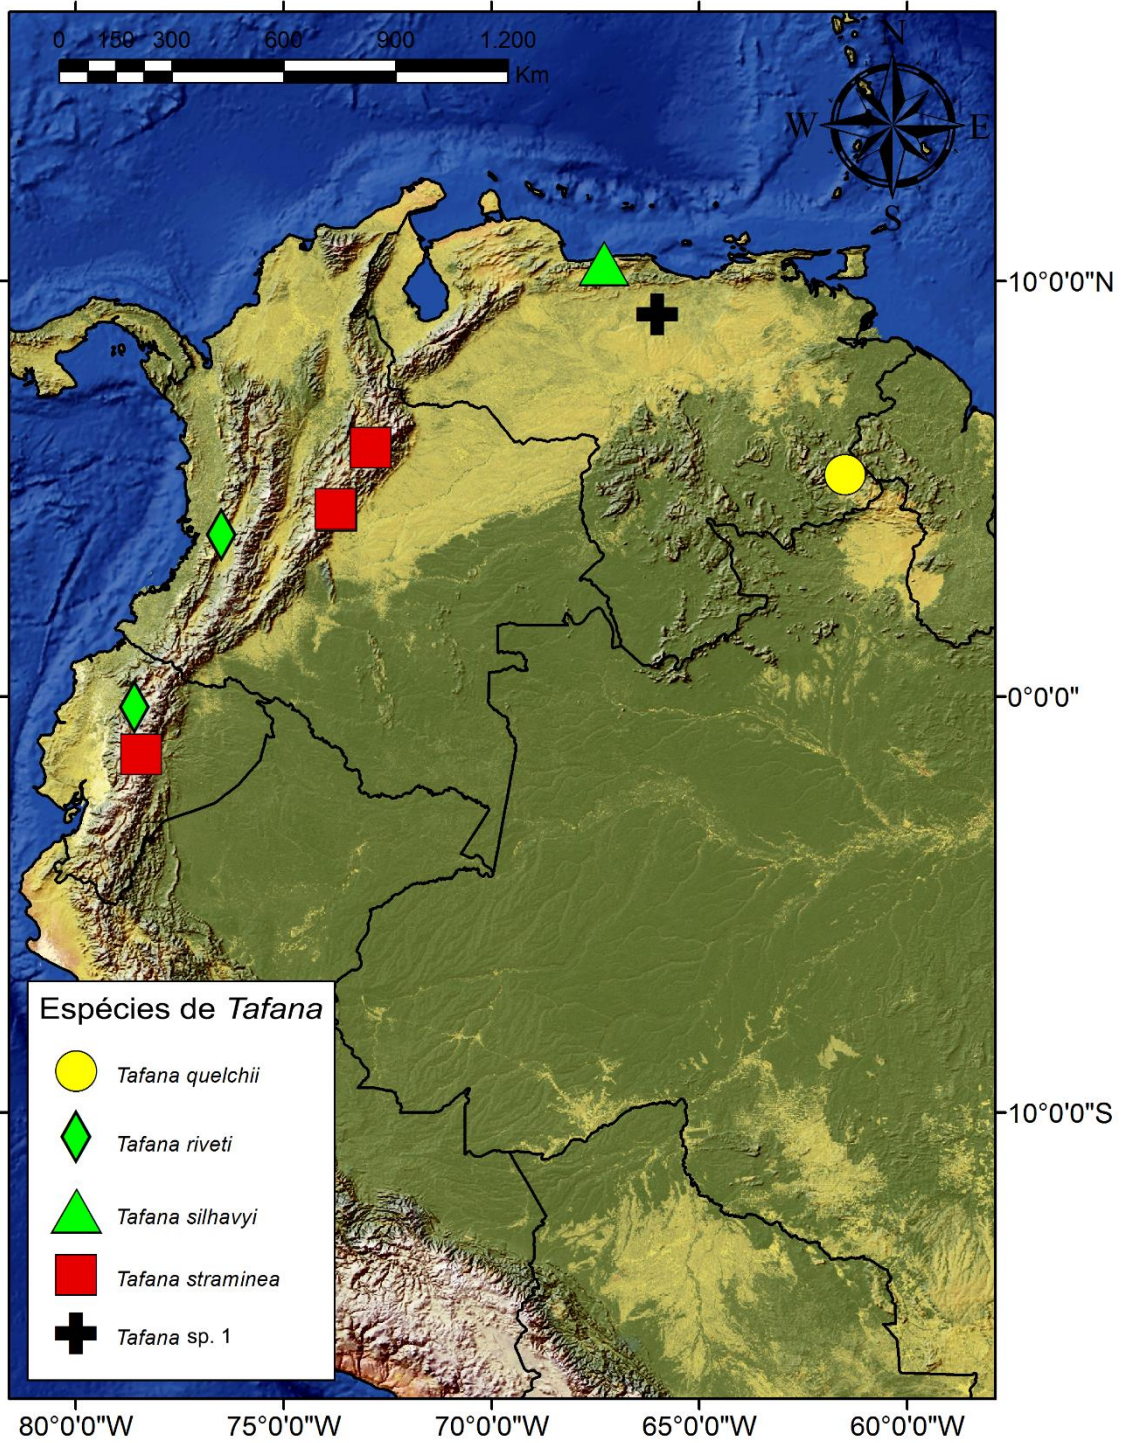 0 150 300 600 900 1.200
Km
N
W E
S
10°0'0"N
0°0'0"
10°0'0"S
Espécies de Tafana
Tafana quelchii
Tafana riveti
Tafana silhavyi
Tafana straminea
Tafana sp. 1
80°0'0"W 75°0'0"W 70°0'0"W 65°0'0"W 60°0'0"W